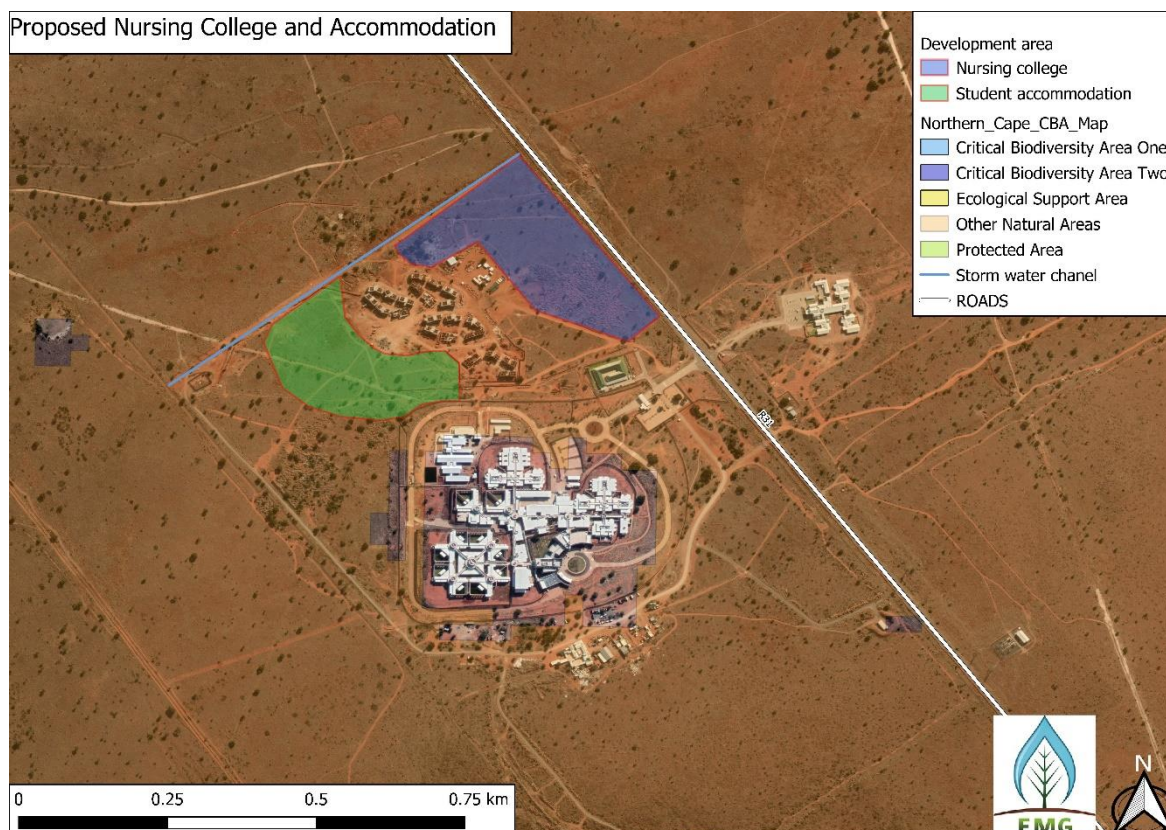 Proposed Nursing College and Accommodation
Development area
Nursing college
Student accommodation
Northern_Cape_CBA_Map
Critical Biodiversity Area One
Critical Biodiversity Area Two
Ecological Support Area
Other Natural Areas
Protected Area
Storm water chanel
ROADS
R31
0 0.25 0.5 0.75 km
EMG
N